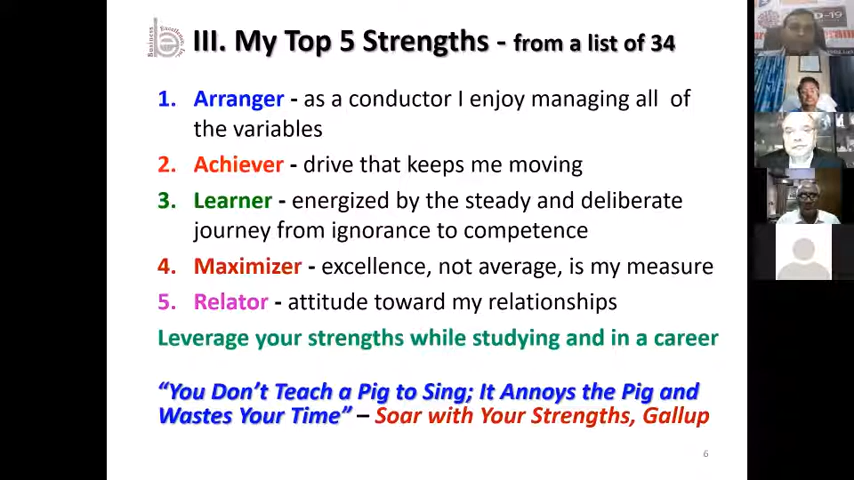 Business Excellence Inc.
III. My Top 5 Strengths - from a list of 34
1. Arranger - as a conductor I enjoy managing all of
the variables
2. Achiever - drive that keeps me moving
3. Learner - energized by the steady and deliberate
journey from ignorance to competence
4. Maximizer - excellence, not average, is my measure
5. Relator - attitude toward my relationships
Leverage your strengths while studying and in a career
“You Don’t Teach a Pig to Sing; It Annoys the Pig and
Wastes Your Time” – Soar with Your Strengths, Gallup
6
D-19